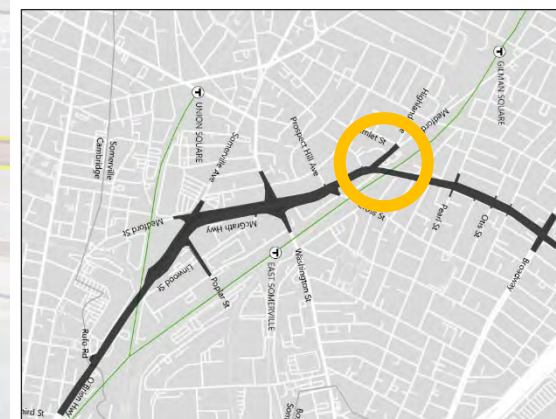 GILMAN SQUARE
T
Highland
Medford
T
UNION SQUARE
Somerville Ave
Prospect Hill Ave
Somerville
Cambridge
Medford St
McGrath Hwy
Pearl St
Otis St
Washington St
T
EAST SOMERVILLE
Broadway
Linwood St
Poplar St
Rufo Rd
O'Brien Hwy